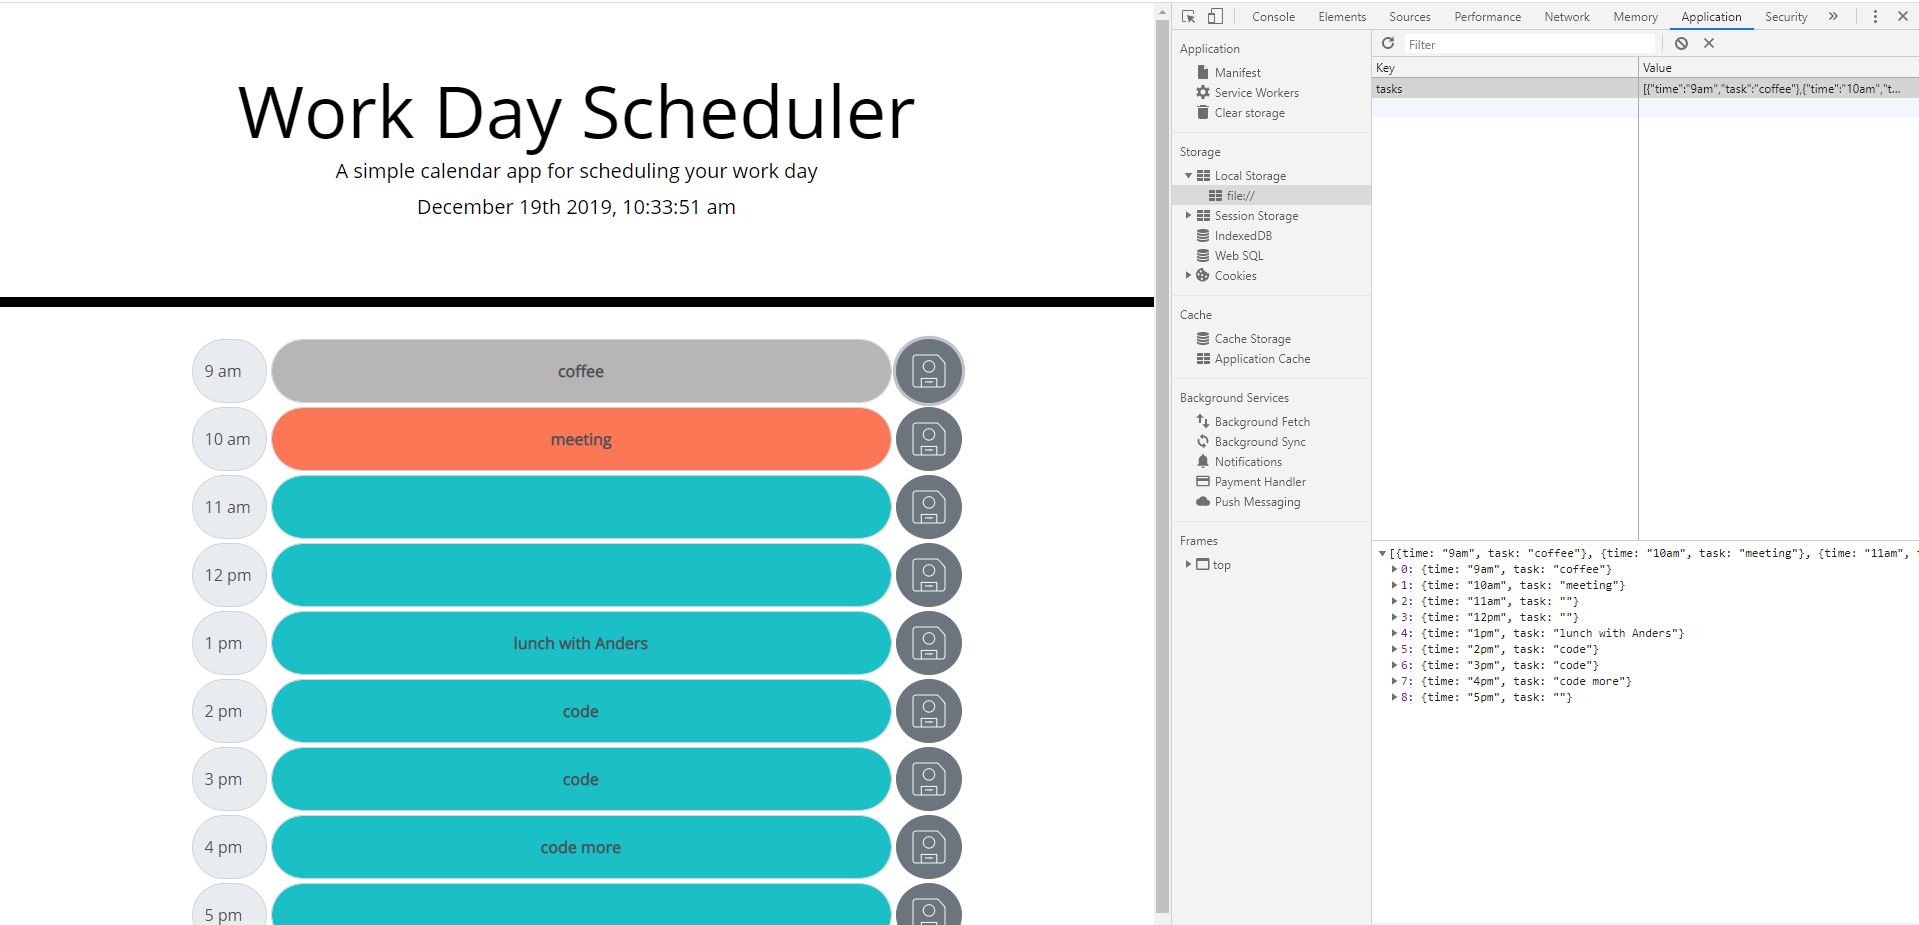 Work Day Scheduler
A simple calendar app for scheduling your work day
December 19th 2019, 10:33:51 am
9 am coffee
10 am meeting
11 am
12 pm
1 pm lunch with Anders
2 pm code
3 pm code
4 pm code more
5 pm
Console Elements Sources Performance Network Memory Application Security »
Application
Manifest
Service Workers
Clear storage
Storage
Local Storage
file://
Session Storage
IndexedDB
Web SQL
Cookies
Cache
Cache Storage
Application Cache
Background Services
Background Fetch
Background Sync
Notifications
Payment Handler
Push Messaging
Frames
top
Filter
Key Value
tasks [{"time":"9am","task":"coffee"},{"time":"10am","t...
[{time: "9am", task: "coffee"}, {time: "10am", task: "meeting"}, {time: "11am",
0: {time: "9am", task: "coffee"}
1: {time: "10am", task: "meeting"}
2: {time: "11am", task: ""}
3: {time: "12pm", task: ""}
4: {time: "1pm", task: "lunch with Anders"}
5: {time: "2pm", task: "code"}
6: {time: "3pm", task: "code"}
7: {time: "4pm", task: "code more"}
8: {time: "5pm", task: ""}